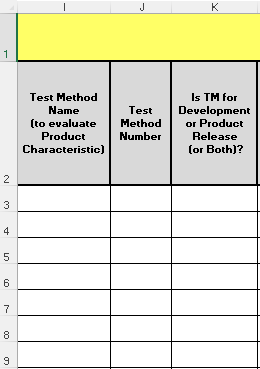 I J K
1
Test Method
Name
(to evaluate
Product
Characteristic)
Test
Method
Number
Is TM for
Development
or Product
Release
(or Both)?
2
3
4
5
6
7
8
9